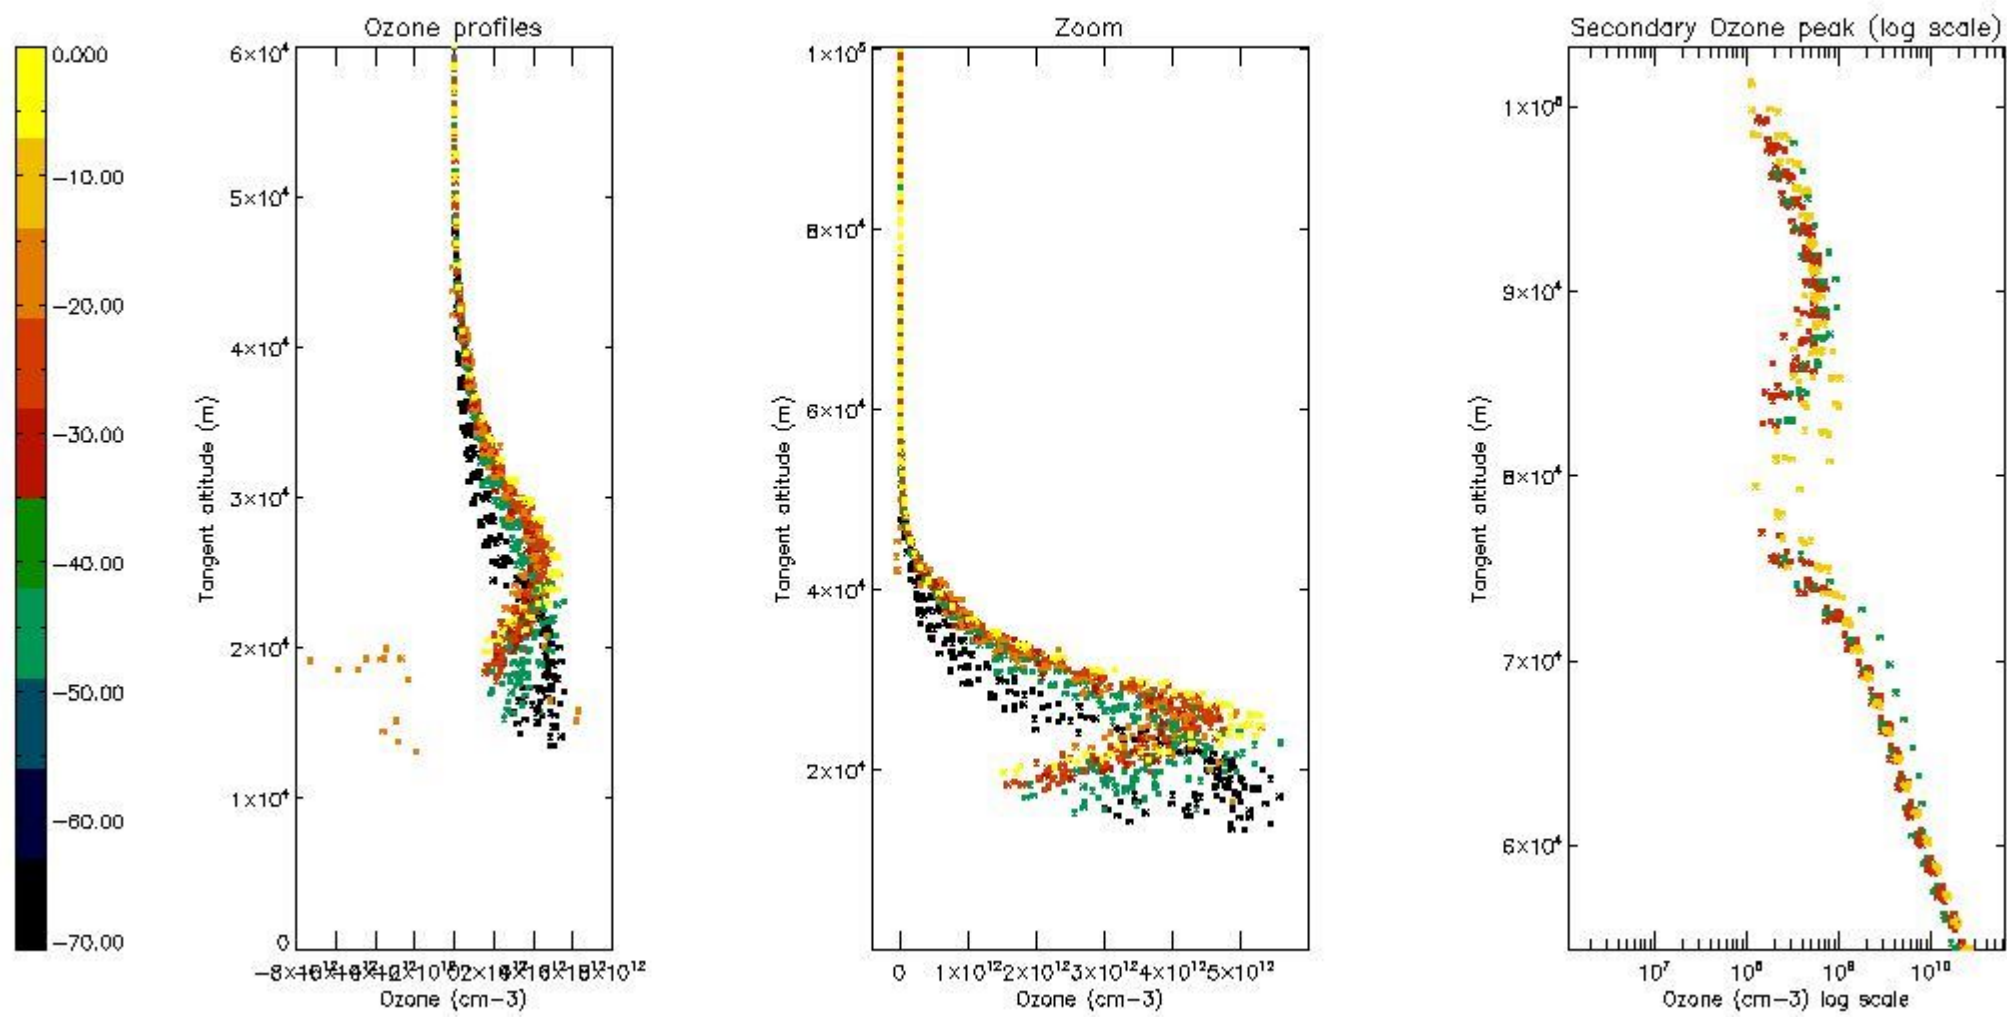 Ozone profiles
Zoom
Secondary Ozone peak (log scale)
0.000
−10.00
−20.00
−30.00
−40.00
−50.00
−60.00
−70.00
6×10⁴
5×10⁴
4×10⁴
3×10⁴
2×10⁴
1×10⁴
0
Tangent altitude (m)
Ozone (cm−3)
1×10⁵
8×10⁴
6×10⁴
4×10⁴
2×10⁴
Tangent altitude (m)
0 1×10¹² 2×10¹² 3×10¹² 4×10¹² 5×10¹²
Ozone (cm−3)
9×10⁴
8×10⁴
7×10⁴
6×10⁴
Tangent altitude (m)
10⁷ 10⁸ 10⁹ 10¹⁰
Ozone (cm−3) log scale